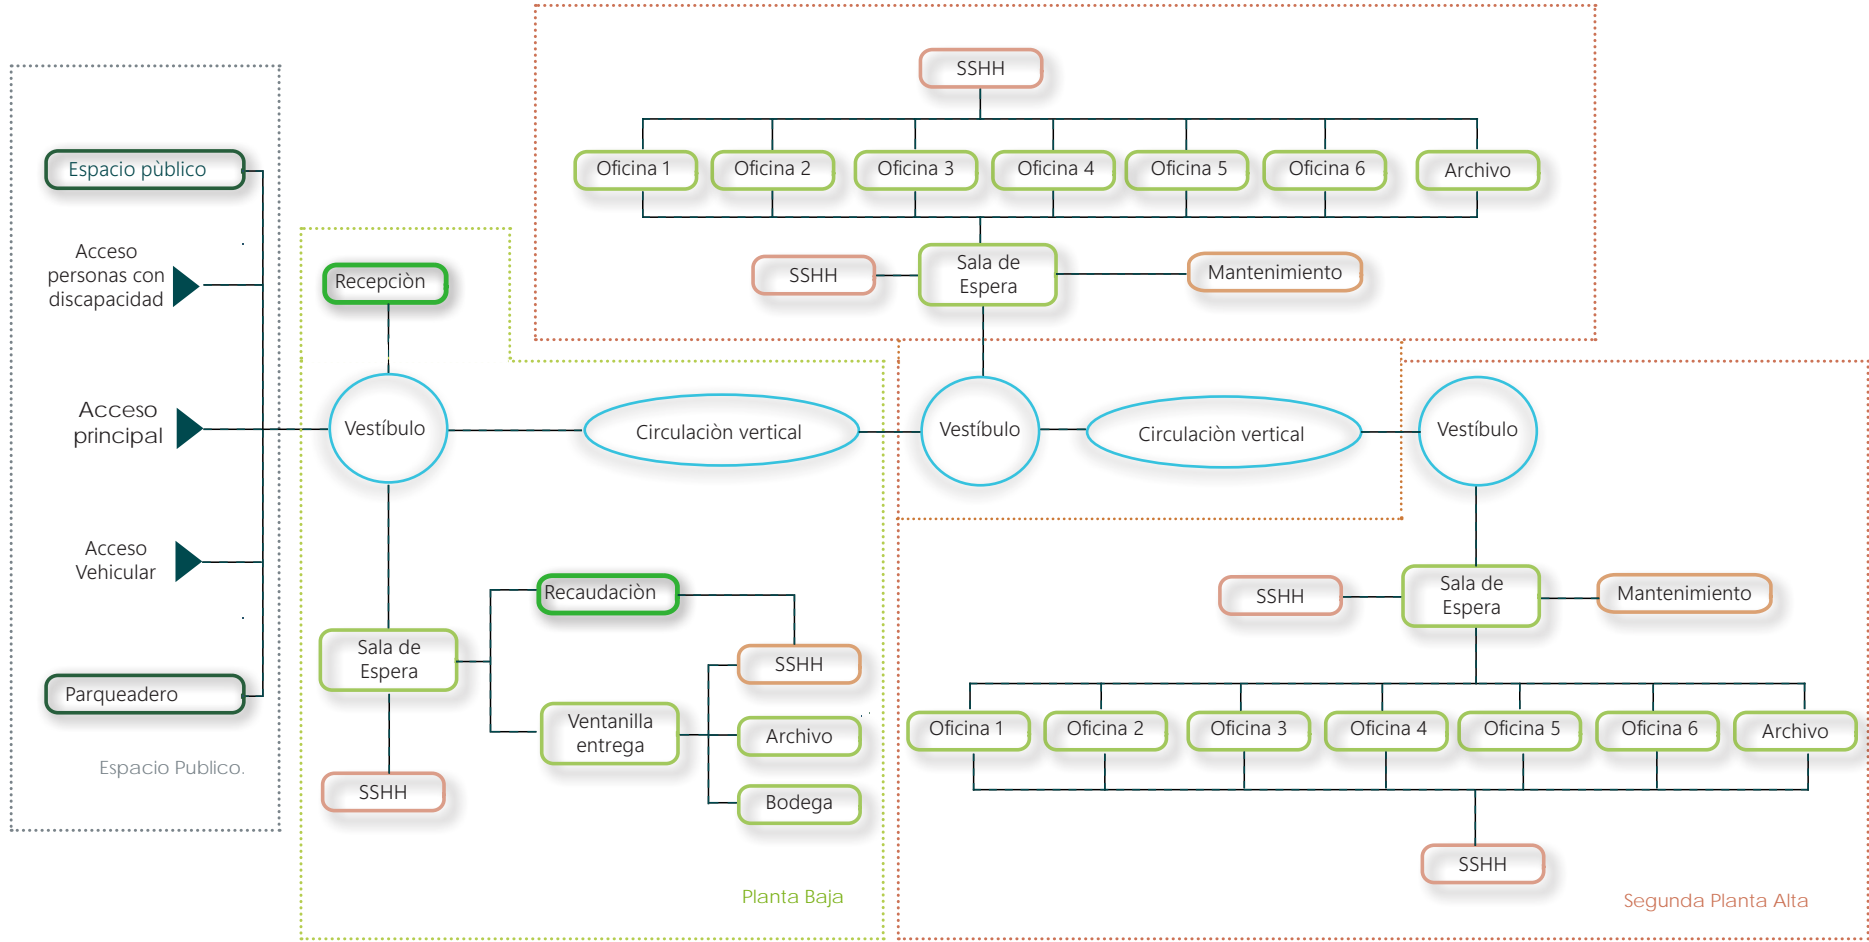 Espacio pùblico
Acceso
personas con
discapacidad
Acceso
principal
Acceso
Vehicular
Parqueadero
Espacio Publico.
Recepciòn
Vestíbulo
Circulaciòn vertical
Sala de
Espera
SSHH
Recaudaciòn
Ventanilla
entrega
SSHH
Archivo
Bodega
Planta Baja
SSHH
Oficina 1
Oficina 2
Oficina 3
Oficina 4
Oficina 5
Oficina 6
Archivo
SSHH
Sala de
Espera
Mantenimiento
Vestíbulo
Circulaciòn vertical
Vestíbulo
SSHH
Sala de
Espera
Mantenimiento
Oficina 1
Oficina 2
Oficina 3
Oficina 4
Oficina 5
Oficina 6
Archivo
SSHH
Segunda Planta Alta